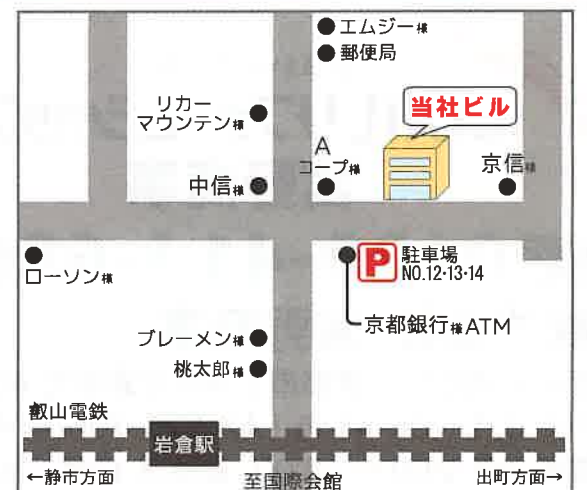 エムジー様
郵便局
当社ビル
リカー
マウンテン様
A
コープ様
京信様
中信様
P
駐車場
NO.12・13・14
ローソン様
京都銀行様ATM
ブレーメン様
桃太郎様
叡山電鉄
岩倉駅
←静市方面
至国際会館
出町方面→